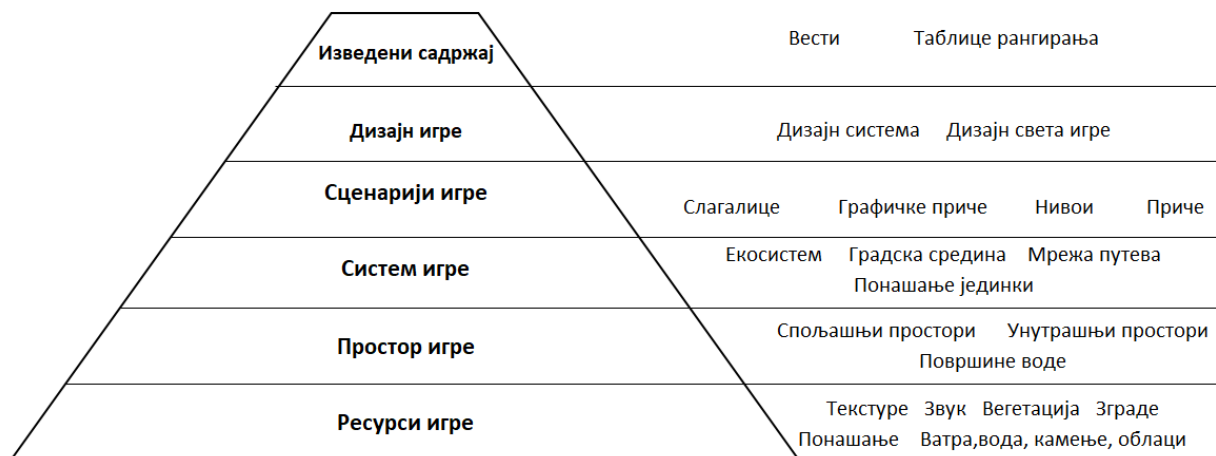 Изведени садржај
Вести Таблице рангирања
Дизајн игре
Дизајн система Дизајн света игре
Сценарији игре
Слагалице Графичке приче Нивои Приче
Систем игре
Екосистем Градска средина Мрежа путева
Понашање јединки
Простор игре
Спољашњи простори Унутрашњи простори
Површине воде
Ресурси игре
Текстуре Звук Вегетација Зграде
Понашање Ватра,вода, камење, облаци